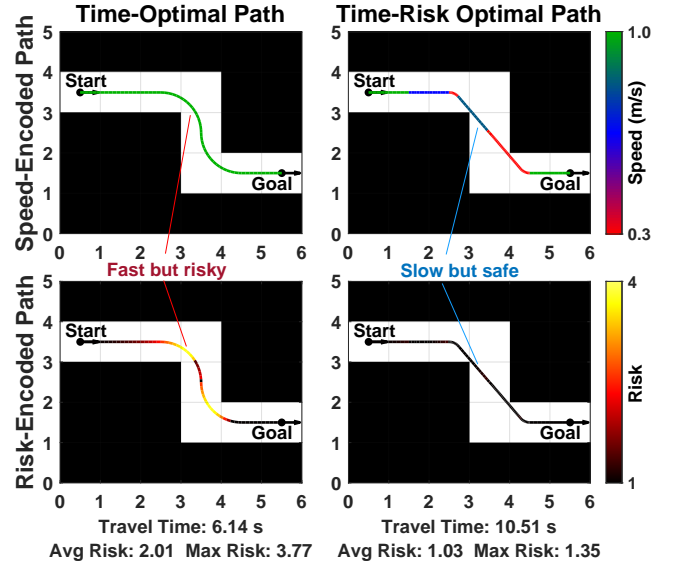 Time-Optimal Path
Time-Risk Optimal Path
Speed-Encoded Path
5
4
3
2
1
0
Start
Goal
0 1 2 3 4 5 6
5
4
3
2
1
0
Start
Goal
0 1 2 3 4 5 6
1.0
Speed (m/s)
0.3
Fast but risky
Slow but safe
Risk-Encoded Path
5
4
3
2
1
0
Start
Goal
0 1 2 3 4 5 6
5
4
3
2
1
0
Start
Goal
0 1 2 3 4 5 6
4
Risk
1
Travel Time: 6.14 s
Avg Risk: 2.01 Max Risk: 3.77
Travel Time: 10.51 s
Avg Risk: 1.03 Max Risk: 1.35